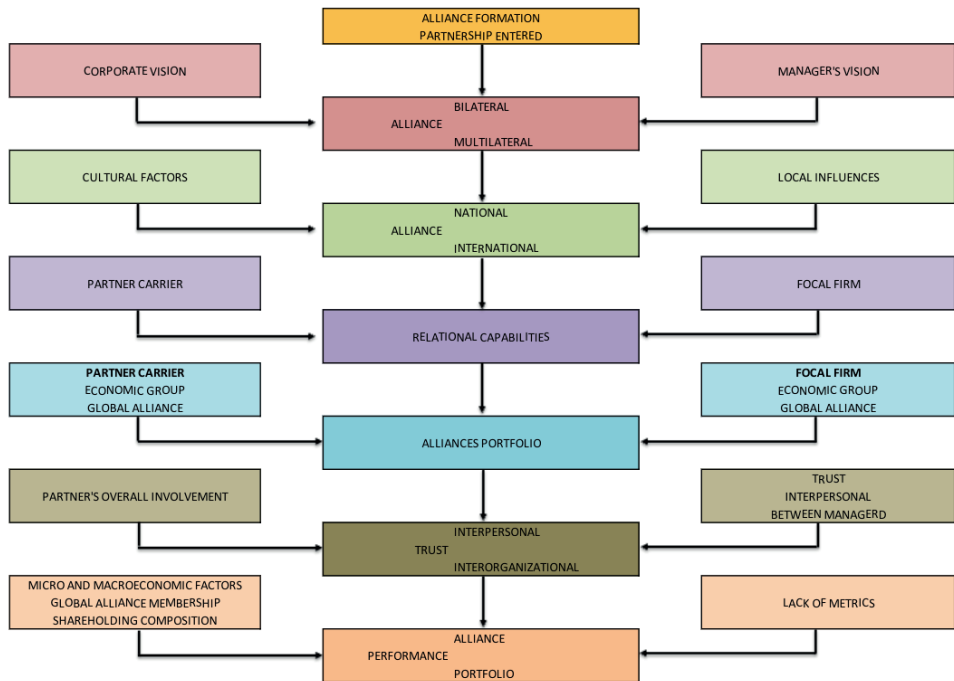 ALLIANCE FORMATION
PARTNERSHIP ENTERED
CORPORATE VISION
MANAGER'S VISION
BILATERAL
ALLIANCE
MULTILATERAL
CULTURAL FACTORS
LOCAL INFLUENCES
NATIONAL
ALLIANCE
INTERNATIONAL
PARTNER CARRIER
FOCAL FIRM
RELATIONAL CAPABILITIES
PARTNER CARRIER
ECONOMIC GROUP
GLOBAL ALLIANCE
FOCAL FIRM
ECONOMIC GROUP
GLOBAL ALLIANCE
ALLIANCES PORTFOLIO
PARTNER'S OVERALL INVOLVEMENT
TRUST
INTERPERSONAL
BETWEEN MANAGERD
INTERPERSONAL
TRUST
INTERORGANIZATIONAL
MICRO AND MACROECONOMIC FACTORS
GLOBAL ALLIANCE MEMBERSHIP
SHAREHOLDING COMPOSITION
LACK OF METRICS
ALLIANCE
PERFORMANCE
PORTFOLIO